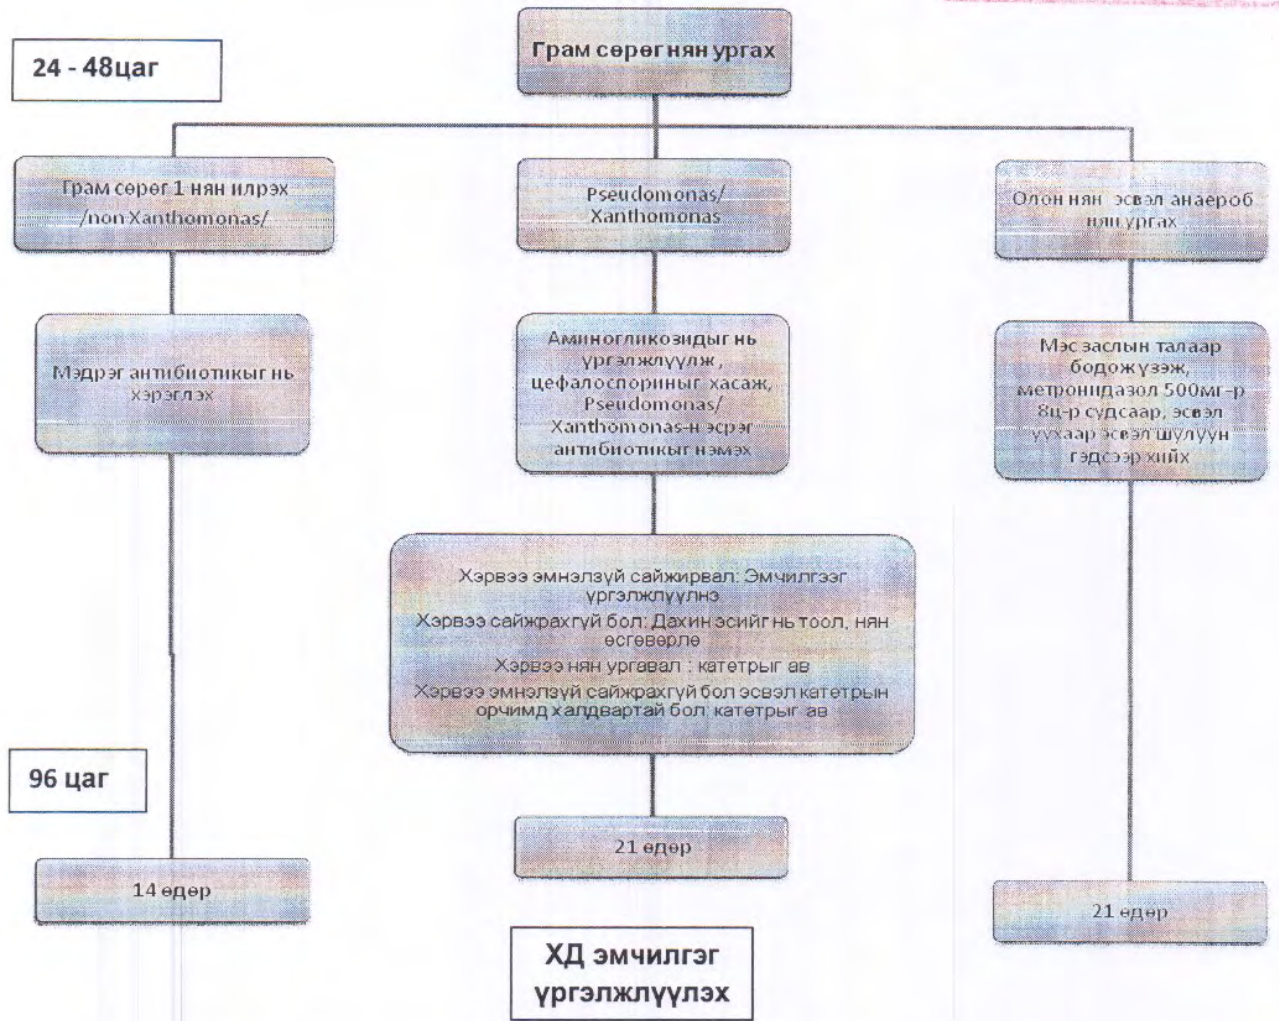 24 - 48цаг
Грам сөрөг нян ургах
Грам сөрөг 1 нян илрэх
/non Xanthomonas/
Pseudomonas/
Xanthomonas
Олон нян эсвэл анаероб
нян ургах
Мэдрэг антибиотикыг нь
хэрэглэх
Аминогликозидыг нь
үргэлжлүүлж,
цефалоспориныг хасаж,
Pseudomonas/
Xanthomonas-н эсрэг
антибиотикыг нэмэх
Мэс заслын талаар
бодож үзэж,
метронидазол 500мг-р
8ц-р судсаар, эсвэл
уухаар эсвэл шулуун
гэдсээр хийх
Хэрвээ эмнэлзүй сайжирвал: Эмчилгээг
үргэлжлүүлнэ
Хэрвээ сайжрахгүй бол: Дахин эсийг нь тоол, нян
өсгөвөрлө
Хэрвээ нян ургавал : катетрыг ав
Хэрвээ эмнэлзүй сайжрахгүй бол эсвэл катетрын
орчимд халдвартай бол: катетрыг ав
96 цаг
14 өдөр
21 өдөр
21 өдөр
ХД эмчилгэг
үргэлжлүүлэх